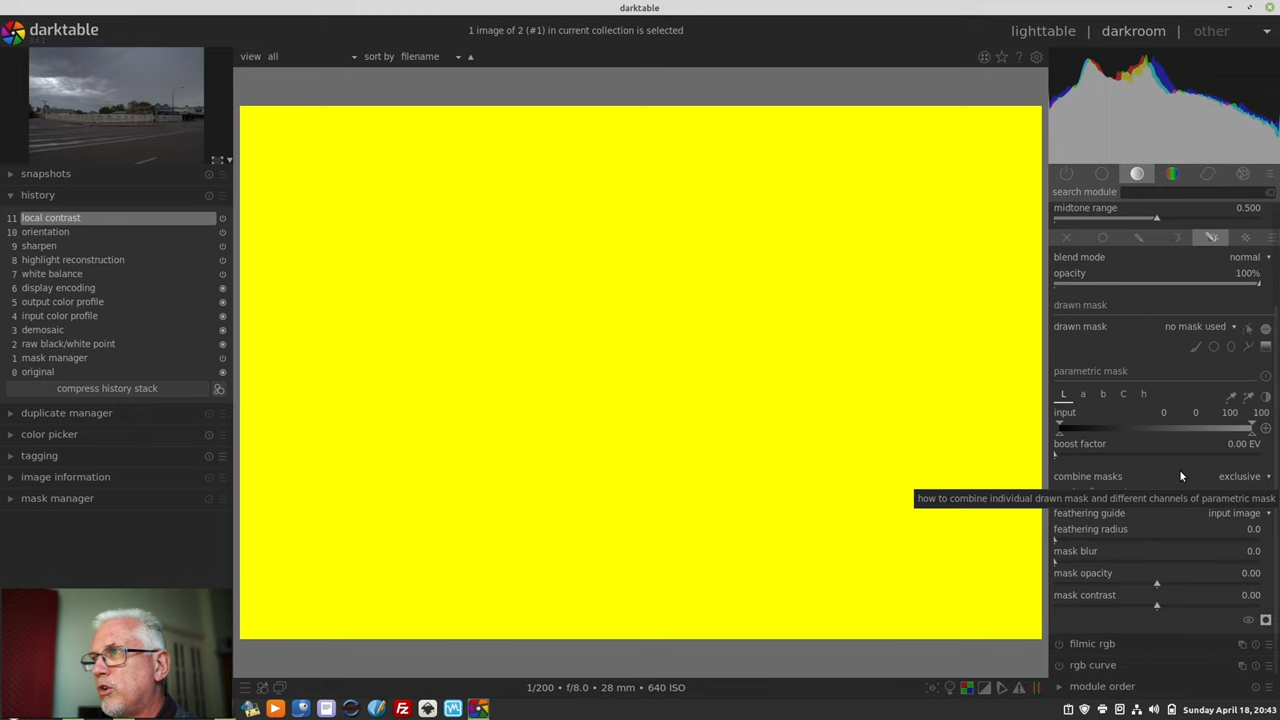 darktable
darktable
3.4.1
1 image of 2 (#1) in current collection is selected
lighttable | darkroom | other
view all
sort by filename
snapshots
history
11 local contrast
10 orientation
9 sharpen
8 highlight reconstruction
7 white balance
6 display encoding
5 output color profile
4 input color profile
3 demosaic
2 raw black/white point
1 mask manager
0 original
compress history stack
duplicate manager
color picker
tagging
image information
mask manager
search module
midtone range 0.500
blend mode normal
opacity 100%
drawn mask
drawn mask no mask used
parametric mask
L a b C h
input 0 0 100 100
boost factor 0.00 EV
combine masks exclusive
how to combine individual drawn mask and different channels of parametric mask
feathering guide input image
feathering radius 0.0
mask blur 0.0
mask opacity 0.00
mask contrast 0.00
filmic rgb
rgb curve
module order
1/200 • f/8.0 • 28 mm • 640 ISO
Sunday April 18, 20:43